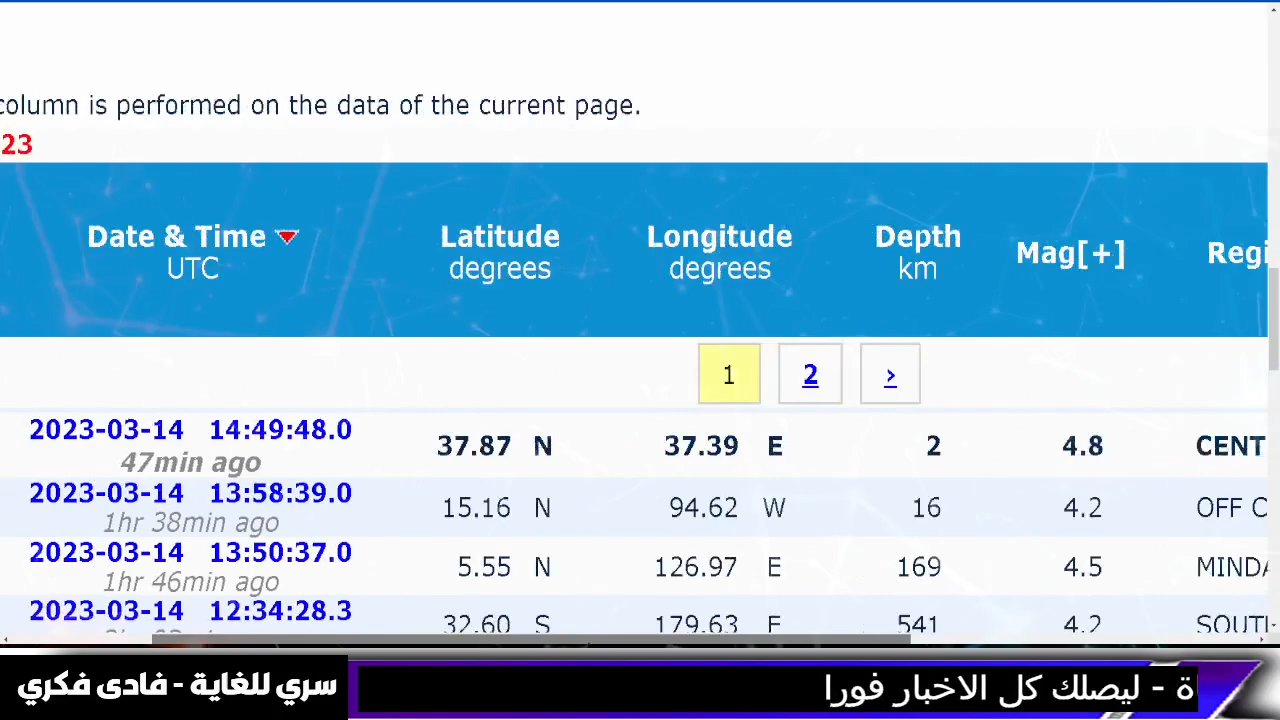 column is performed on the data of the current page.
23
Date & Time Latitude Longitude Depth Mag[+]
UTC degrees degrees km
1 2 ›
2023-03-14 14:49:48.0 37.87 N 37.39 E 2 4.8 CENT
47min ago
2023-03-14 13:58:39.0 15.16 N 94.62 W 16 4.2 OFF C
1hr 38min ago
2023-03-14 13:50:37.0 5.55 N 126.97 E 169 4.5 MINDA
1hr 46min ago
2023-03-14 12:34:28.3 32.60 S 179.63 E 541 4.2 SOUT
سري للغاية - فادى فكري
ة - ليصلك كل الاخبار فورا